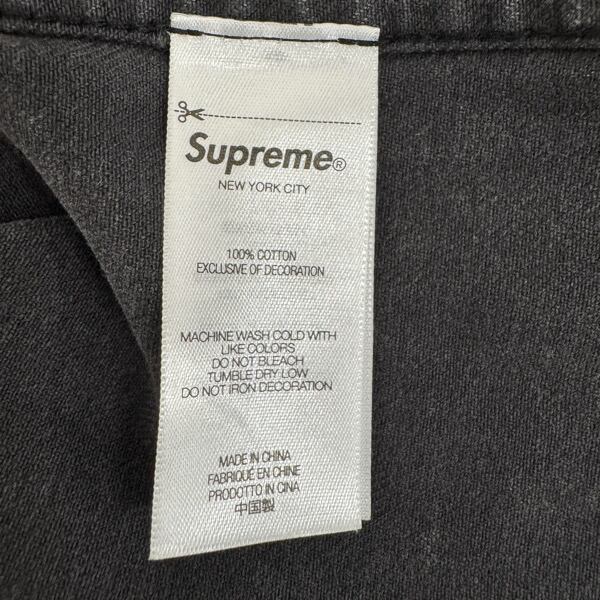 Supreme®
NEW YORK CITY
100% COTTON
EXCLUSIVE OF DECORATION
MACHINE WASH COLD WITH
LIKE COLORS
DO NOT BLEACH
TUMBLE DRY LOW
DO NOT IRON DECORATION
MADE IN CHINA
FABRIQUÉ EN CHINE
PRODOTTO IN CINA
中国製